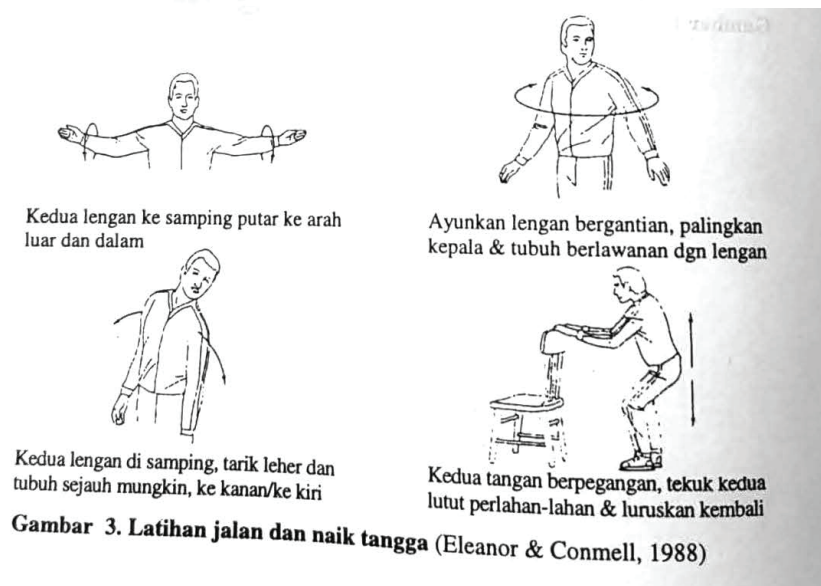 Kedua lengan ke samping putar ke arah
luar dan dalam
Ayunkan lengan bergantian, palingkan
kepala & tubuh berlawanan dgn lengan
Kedua lengan di samping, tarik leher dan
tubuh sejauh mungkin, ke kanan/ke kiri
Kedua tangan berpegangan, tekuk kedua
lutut perlahan-lahan & luruskan kembali
Gambar 3. Latihan jalan dan naik tangga (Eleanor & Conmell, 1988)